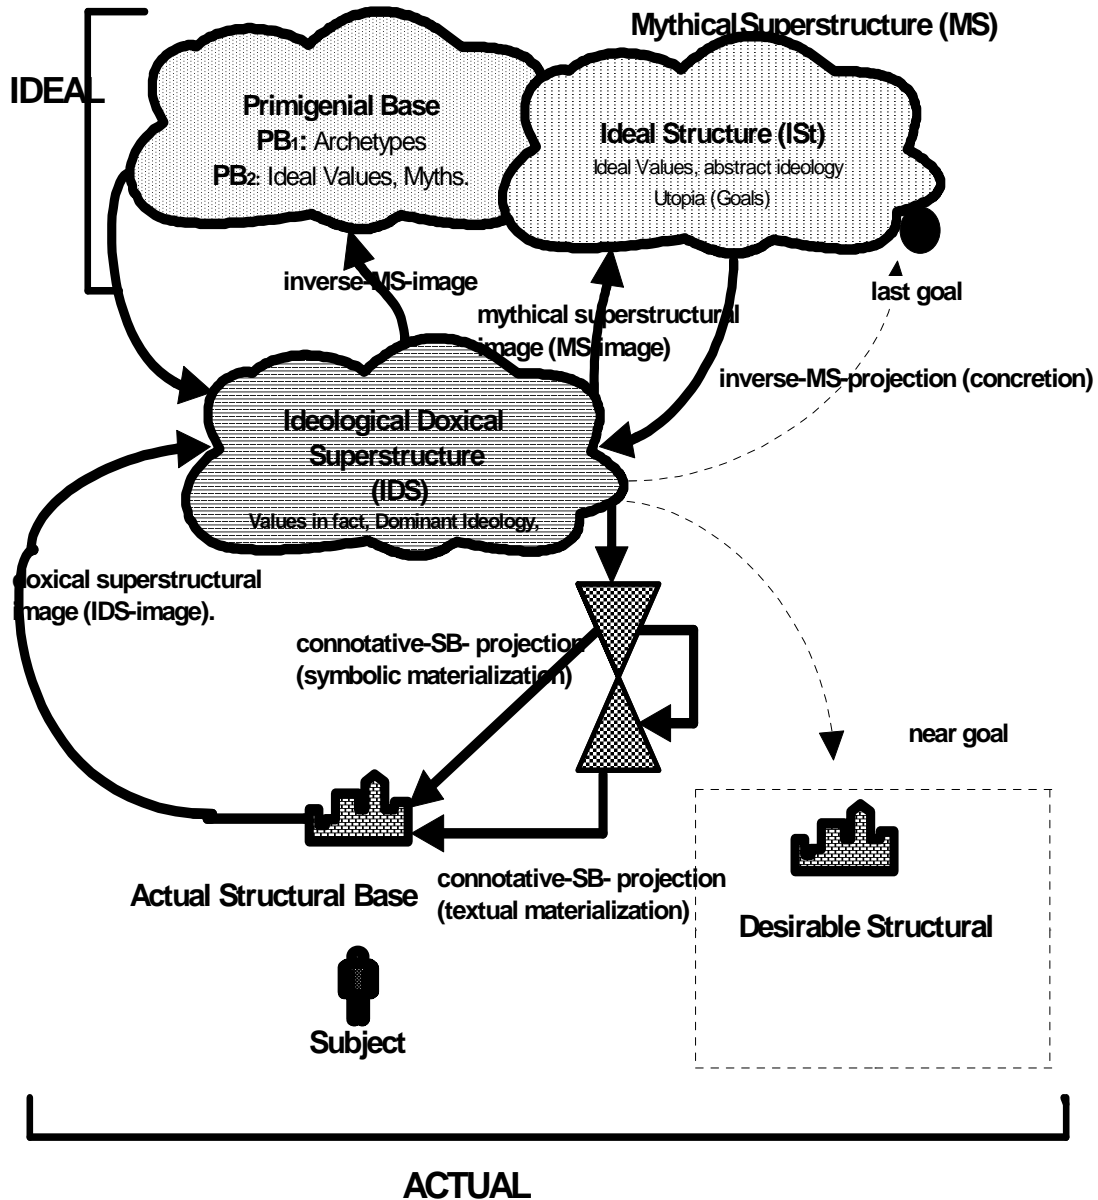 Mythical Superstructure (MS)
IDEAL
Primigenial Base
PB1: Archetypes
PB2: Ideal Values, Myths.
Ideal Structure (ISt)
Ideal Values, abstract ideology
Utopia (Goals)
inverse-MS-image
last goal
mythical superstructural
image (MS-image)
inverse-MS-projection (concretion)
Ideological Doxical
Superstructure
(IDS)
Values in fact, Dominant Ideology,
doxical superstructural
image (IDS-image).
connotative-SB- projection
(symbolic materialization)
near goal
Actual Structural Base
connotative-SB- projection
(textual materialization)
Desirable Structural
Subject
ACTUAL